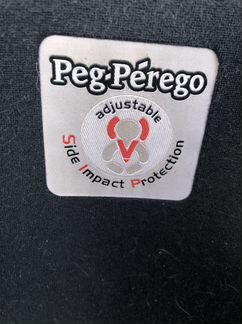 Peg-Pérego
adjustable
Side Impact Protection